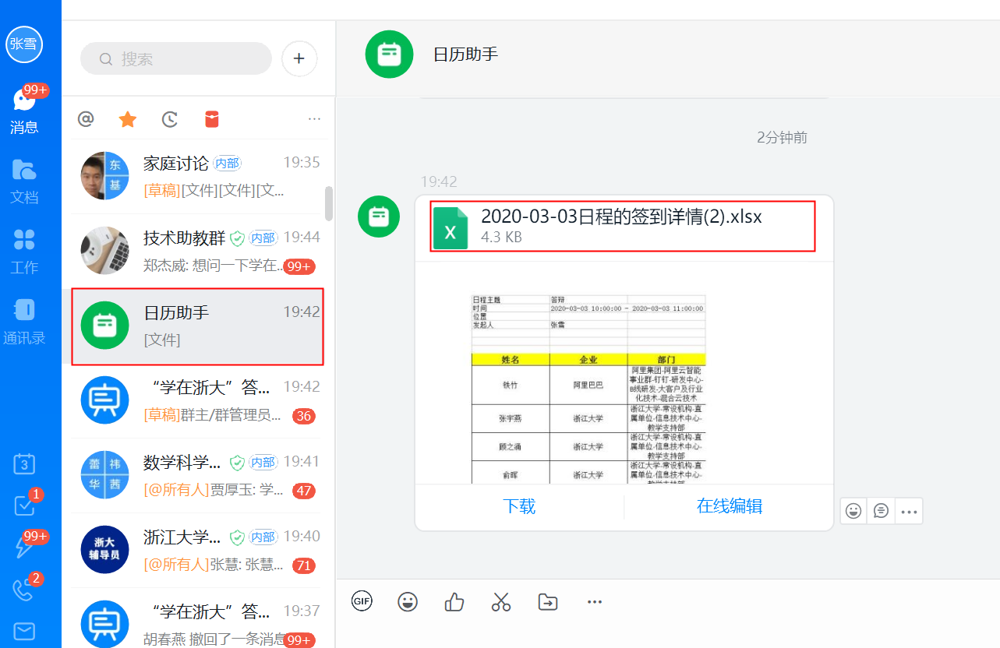 张雪
99+
消息
文档
工作
通讯录
3
1
99+
2
搜索
+
@
...
东
基
家庭讨论 内部 19:35
[草稿][文件][文件][文...
技术助教群 内部 19:44
郑杰威: 想问一下学在... 99+
日历助手 19:42
[文件]
“学在浙大”答... 19:42
[草稿]群主/群管理员... 36
蕾 祎
华 茜
数学科学... 内部 19:41
[@所有人]贾厚玉: 学... 47
浙大
辅导员
浙江大学... 内部 19:40
[@所有人]张慧: 张慧... 71
“学在浙大”答... 19:37
胡春燕 撤回了一条消息 99+
日历助手
2分钟前
19:42
X
2020-03-03日程的签到详情(2).xlsx
4.3 KB
日程主题 答辩
时间 2020-03-03 10:00:00 - 2020-03-03 11:00:00
位置
发起人 张雪
姓名 企业 部门
铁竹 阿里巴巴 阿里集团-阿里云智能
事业群-钉钉-研发中心-
B线研发-大客户及行业
化技术-混合云技术
张宇燕 浙江大学 浙江大学-常设机构-直
属单位-信息技术中心-
教学支持部
顾之涵 浙江大学 浙江大学-常设机构-直
属单位-信息技术中心-
教学支持部
俞晖 浙江大学 浙江大学-常设机构-直
属单位-信息技术中心-
下载 在线编辑
GIF